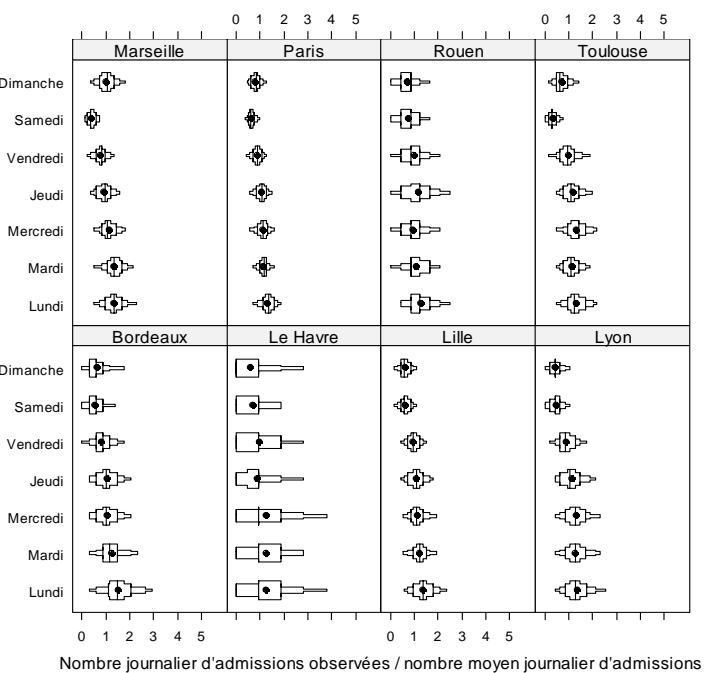 0 1 2 3 4 5 0 1 2 3 4 5
Marseille Paris Rouen Toulouse
Dimanche
Samedi
Vendredi
Jeudi
Mercredi
Mardi
Lundi
Bordeaux Le Havre Lille Lyon
Dimanche
Samedi
Vendredi
Jeudi
Mercredi
Mardi
Lundi
0 1 2 3 4 5 0 1 2 3 4 5
Nombre journalier d'admissions observées / nombre moyen journalier d'admissions